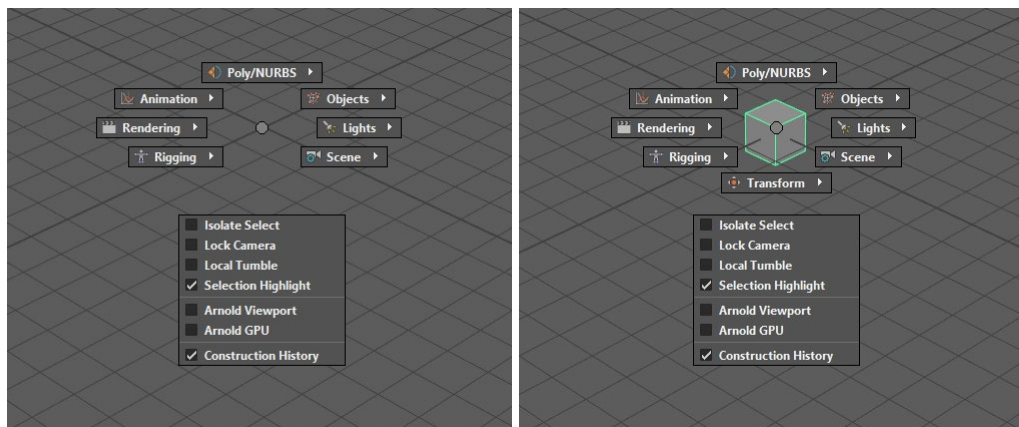 Poly/NURBS
Animation
Objects
Rendering
Lights
Rigging
Scene
Isolate Select
Lock Camera
Local Tumble
Selection Highlight
Arnold Viewport
Arnold GPU
Construction History
Poly/NURBS
Animation
Objects
Rendering
Lights
Rigging
Scene
Transform
Isolate Select
Lock Camera
Local Tumble
Selection Highlight
Arnold Viewport
Arnold GPU
Construction History